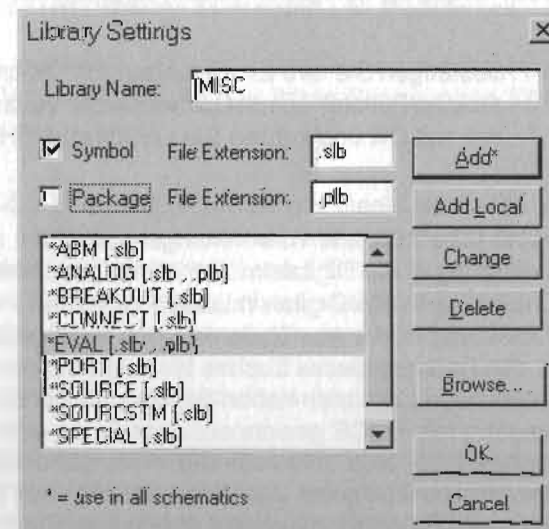 Library Settings
Library Name: MISC
Symbol File Extension: .slb
Package File Extension: .plb
*ABM [.slb]
*ANALOG [.slb , .plb]
*BREAKOUT [.slb]
*CONNECT [.slb]
*EVAL [.slb , .plb]
*PORT [.slb]
*SOURCE [.slb]
*SOURCSTM [.slb]
*SPECIAL [.slb]
* = use in all schematics
Add*
Add Local
Change
Delete
Browse...
OK
Cancel